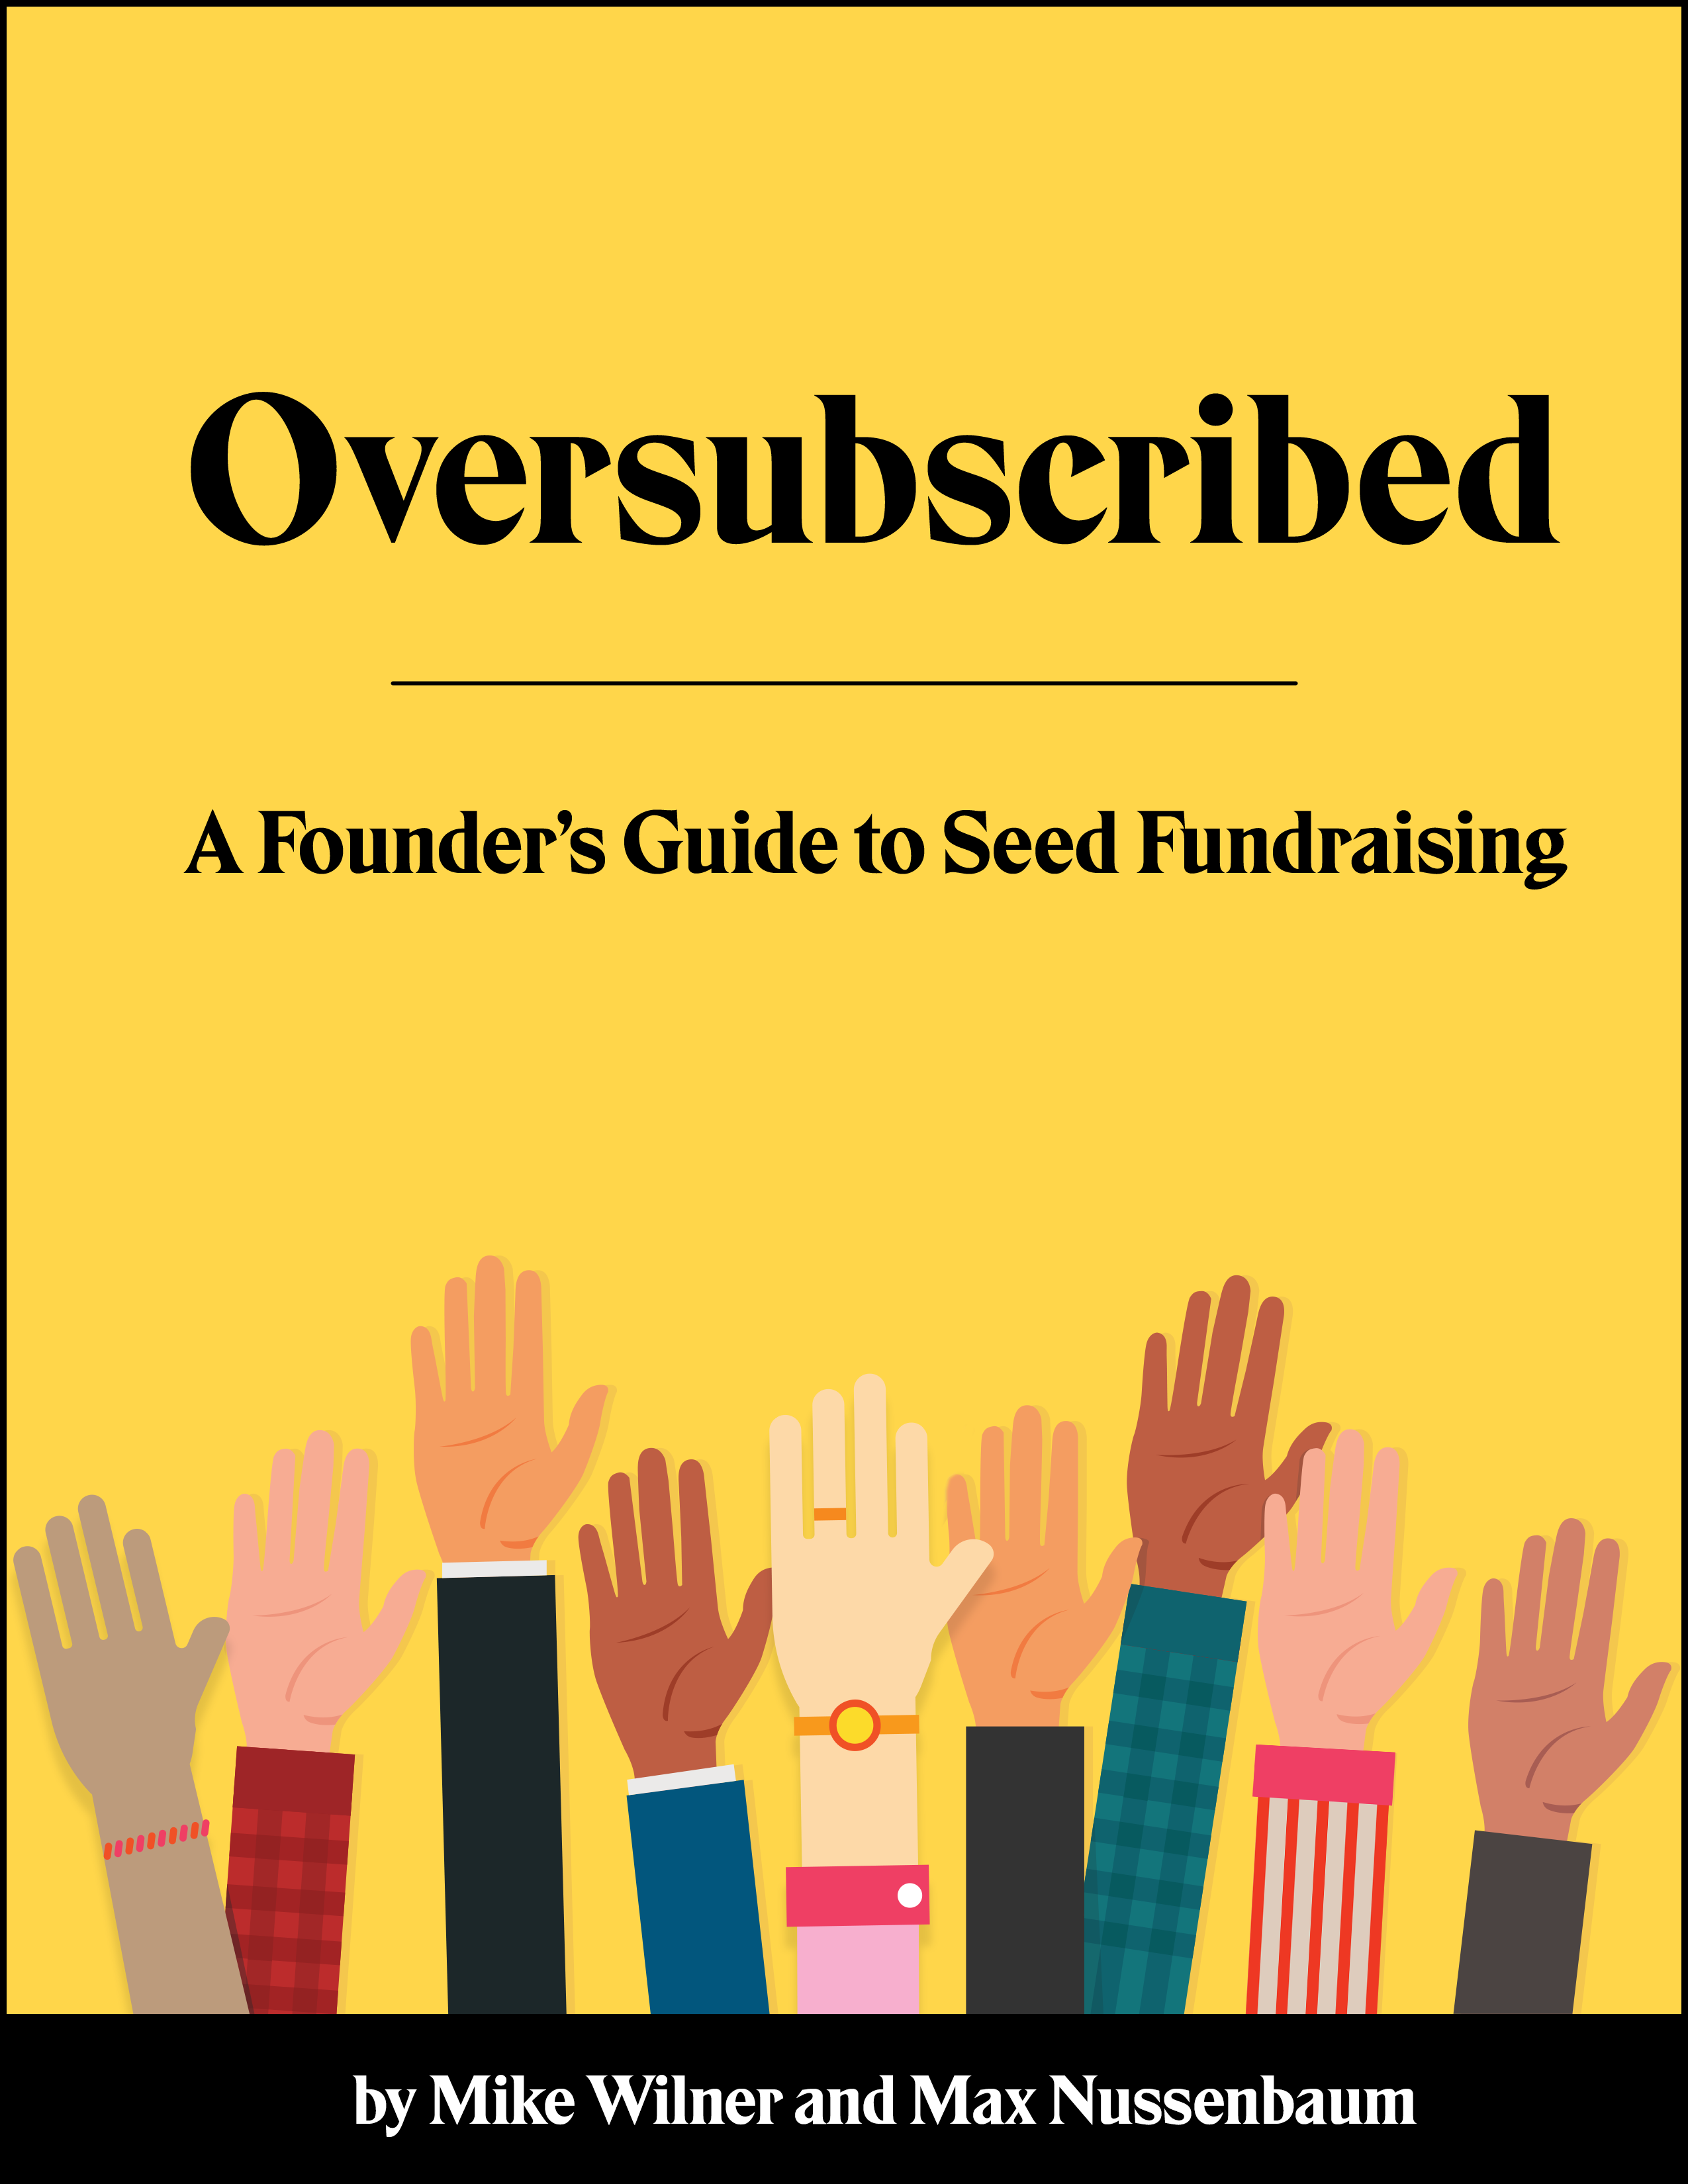 Oversubscribed
A Founder’s Guide to Seed Fundraising
by Mike Wilner and Max Nussenbaum